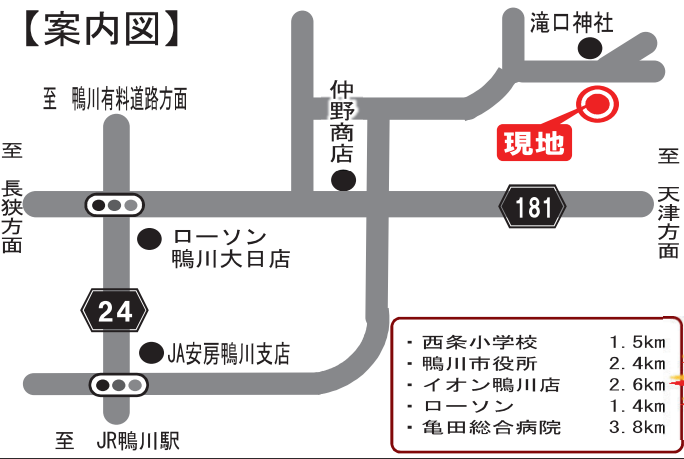 【案内図】
滝口神社
至 鴨川有料道路方面
仲野商店
現地
至 長狭方面
至 天津方面
181
ローソン
鴨川大日店
24
JA安房鴨川支店
・西条小学校 1.5km
・鴨川市役所 2.4km
・イオン鴨川店 2.6km
・ローソン 1.4km
・亀田総合病院 3.8km
至 JR鴨川駅